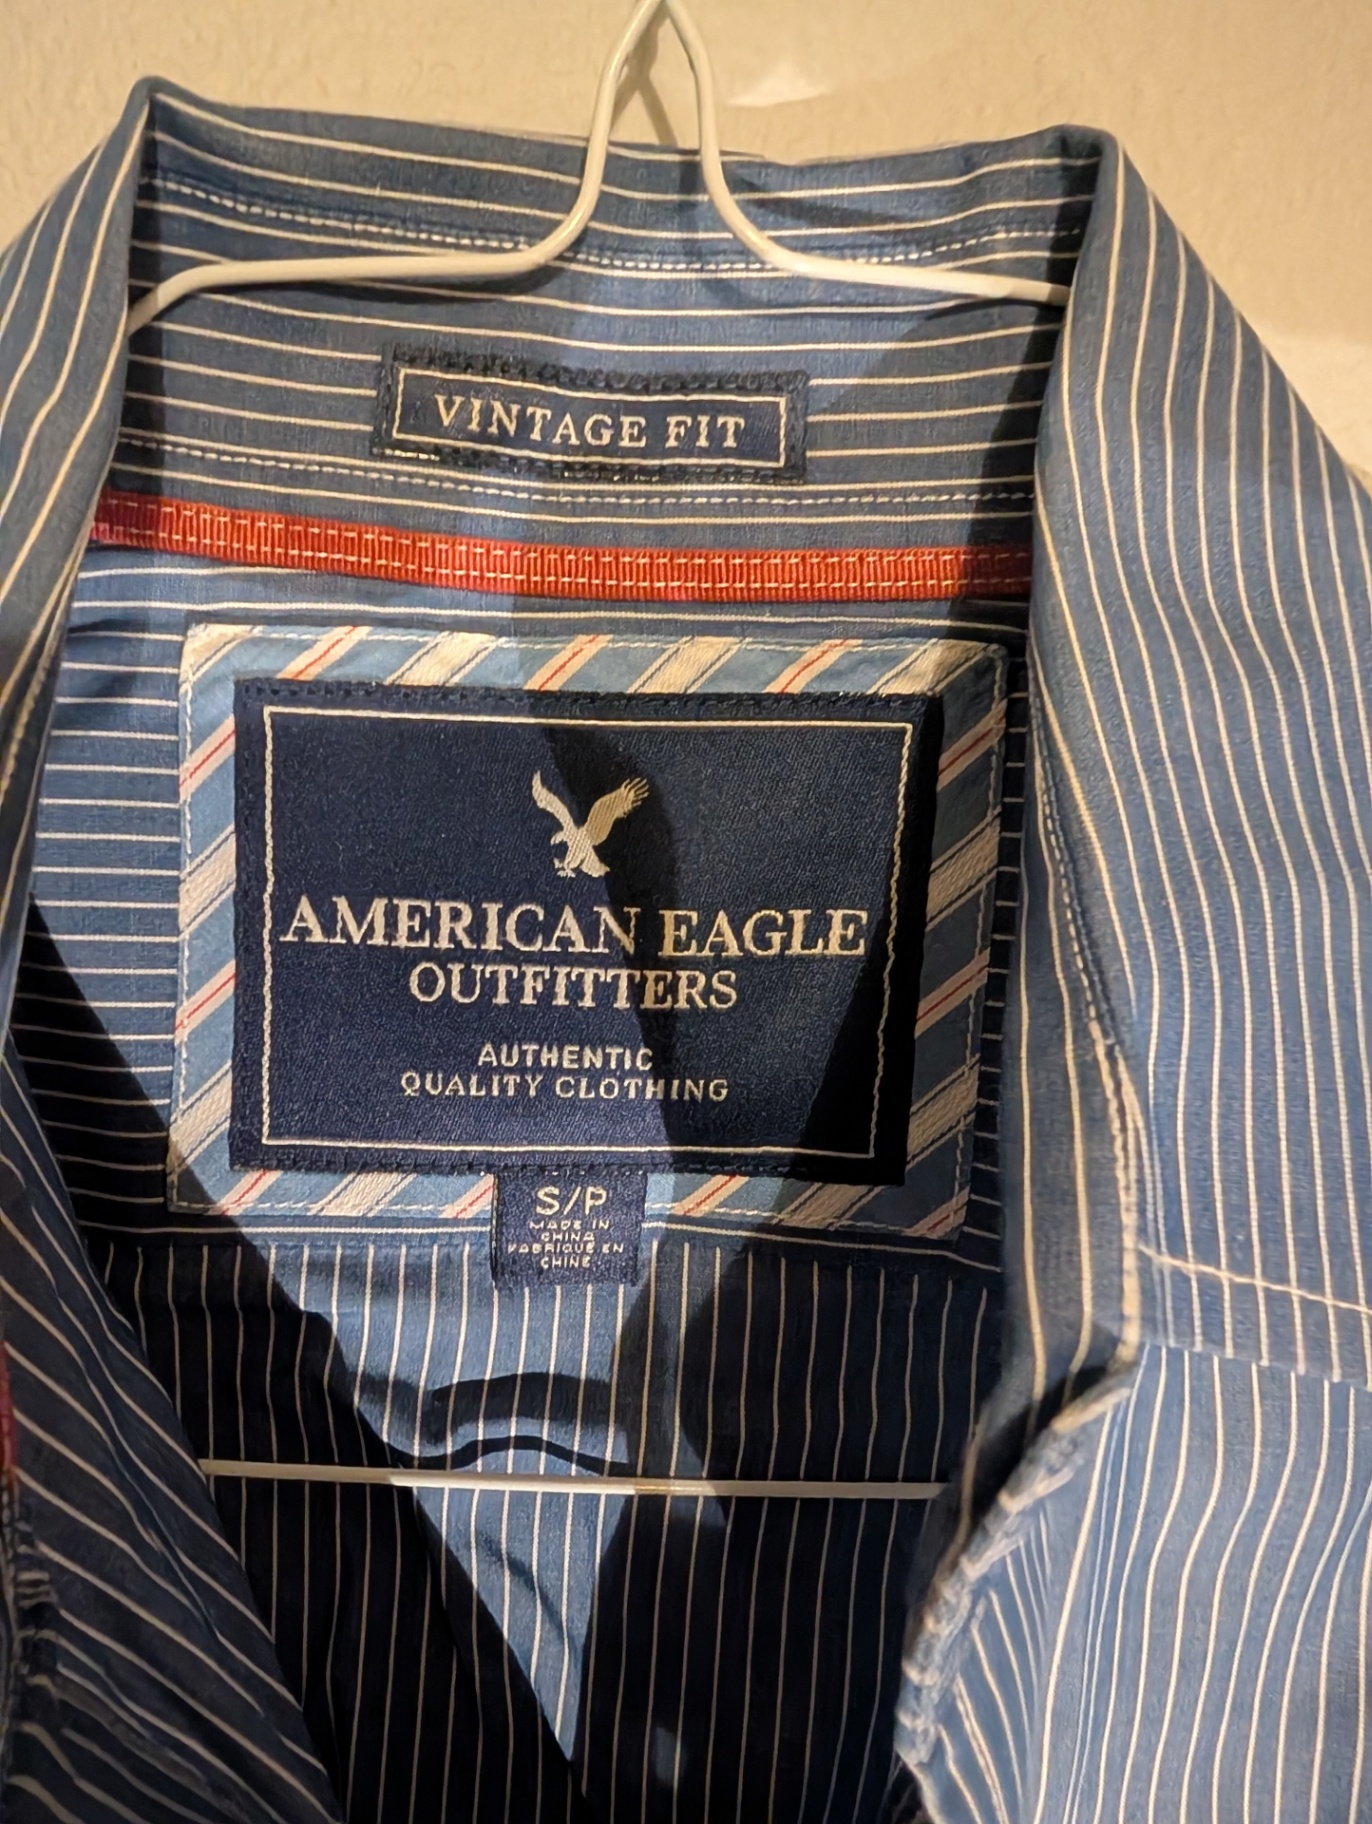 VINTAGE FIT
AMERICAN EAGLE
OUTFITTERS
AUTHENTIC
QUALITY CLOTHING
S/P
MADE IN
CHINA
FABRIQUÉ EN
CHINE